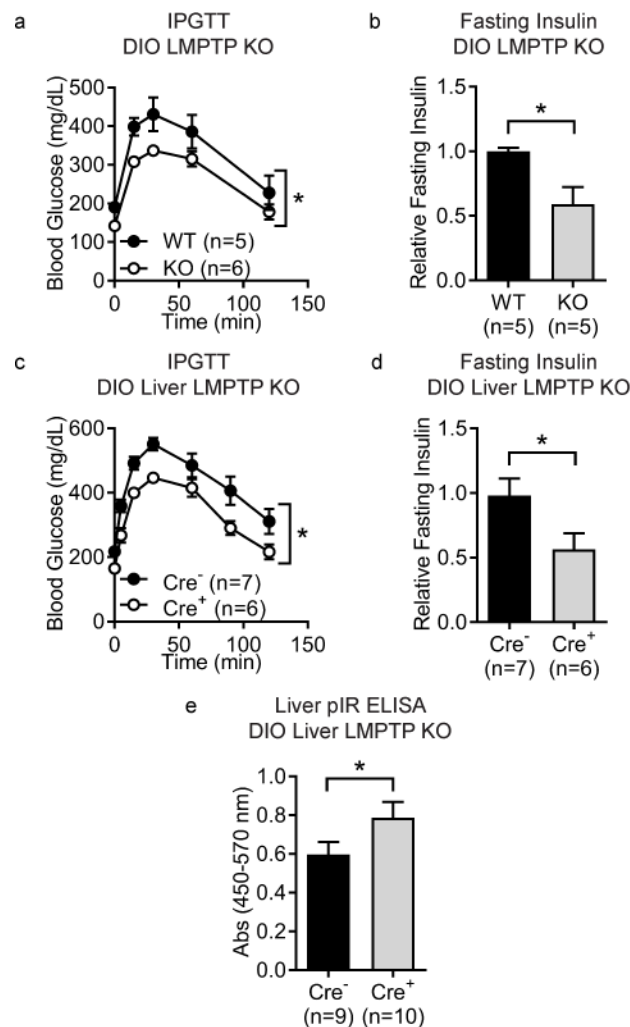 a
IPGTT
DIO LMPTP KO
Blood Glucose (mg/dL)
500
400
300
200
100
0
0
50
100
150
Time (min)
WT (n=5)
KO (n=6)
*
b
Fasting Insulin
DIO LMPTP KO
Relative Fasting Insulin
1.5
1.0
0.5
0.0
*
WT
(n=5)
KO
(n=5)
c
IPGTT
DIO Liver LMPTP KO
Blood Glucose (mg/dL)
600
400
200
0
0
50
100
150
Time (min)
Cre⁻ (n=7)
Cre⁺ (n=6)
*
d
Fasting Insulin
DIO Liver LMPTP KO
Relative Fasting Insulin
1.5
1.0
0.5
0.0
*
Cre⁻
(n=7)
Cre⁺
(n=6)
e
Liver pIR ELISA
DIO Liver LMPTP KO
Abs (450-570 nm)
1.0
0.8
0.6
0.4
0.2
0.0
*
Cre⁻
(n=9)
Cre⁺
(n=10)